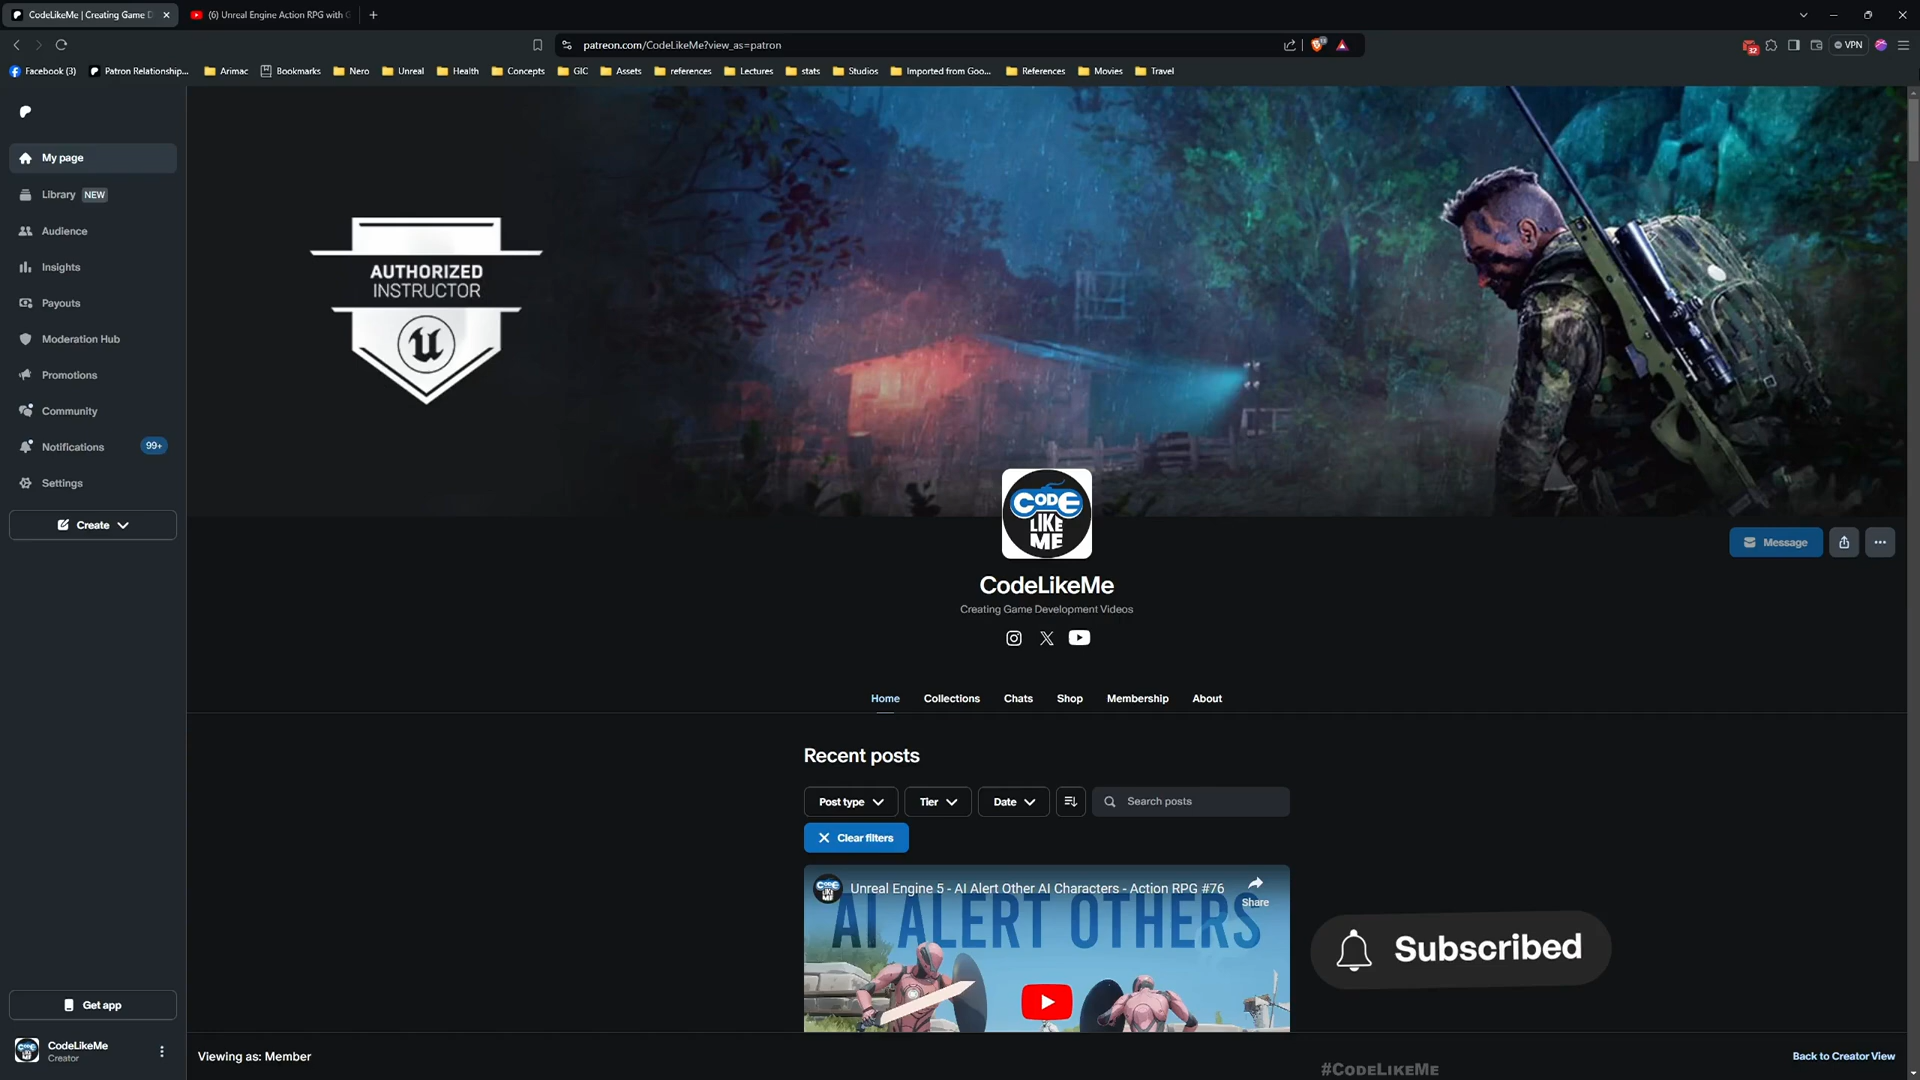 CodeLikeMe | Creating Game D
(6) Unreal Engine Action RPG with G
patreon.com/CodeLikeMe?view_as=patron
32
VPN
Facebook (3)
Patron Relationship...
Arimac
Bookmarks
Nero
Unreal
Health
Concepts
GIC
Assets
references
Lectures
stats
Studios
Imported from Goo...
References
Movies
Travel
My page
Library NEW
Audience
Insights
Payouts
Moderation Hub
Promotions
Community
Notifications 99+
Settings
Create
Get app
CodeLikeMe
Creator
AUTHORIZED
INSTRUCTOR
CODE
LIKE
ME
CodeLikeMe
Creating Game Development Videos
Message
Home
Collections
Chats
Shop
Membership
About
Recent posts
Post type
Tier
Date
Search posts
Clear filters
Unreal Engine 5 - AI Alert Other AI Characters - Action RPG #76
Share
AI ALERT OTHERS
Subscribed
Viewing as: Member
Back to Creator View
#CODELIKEME